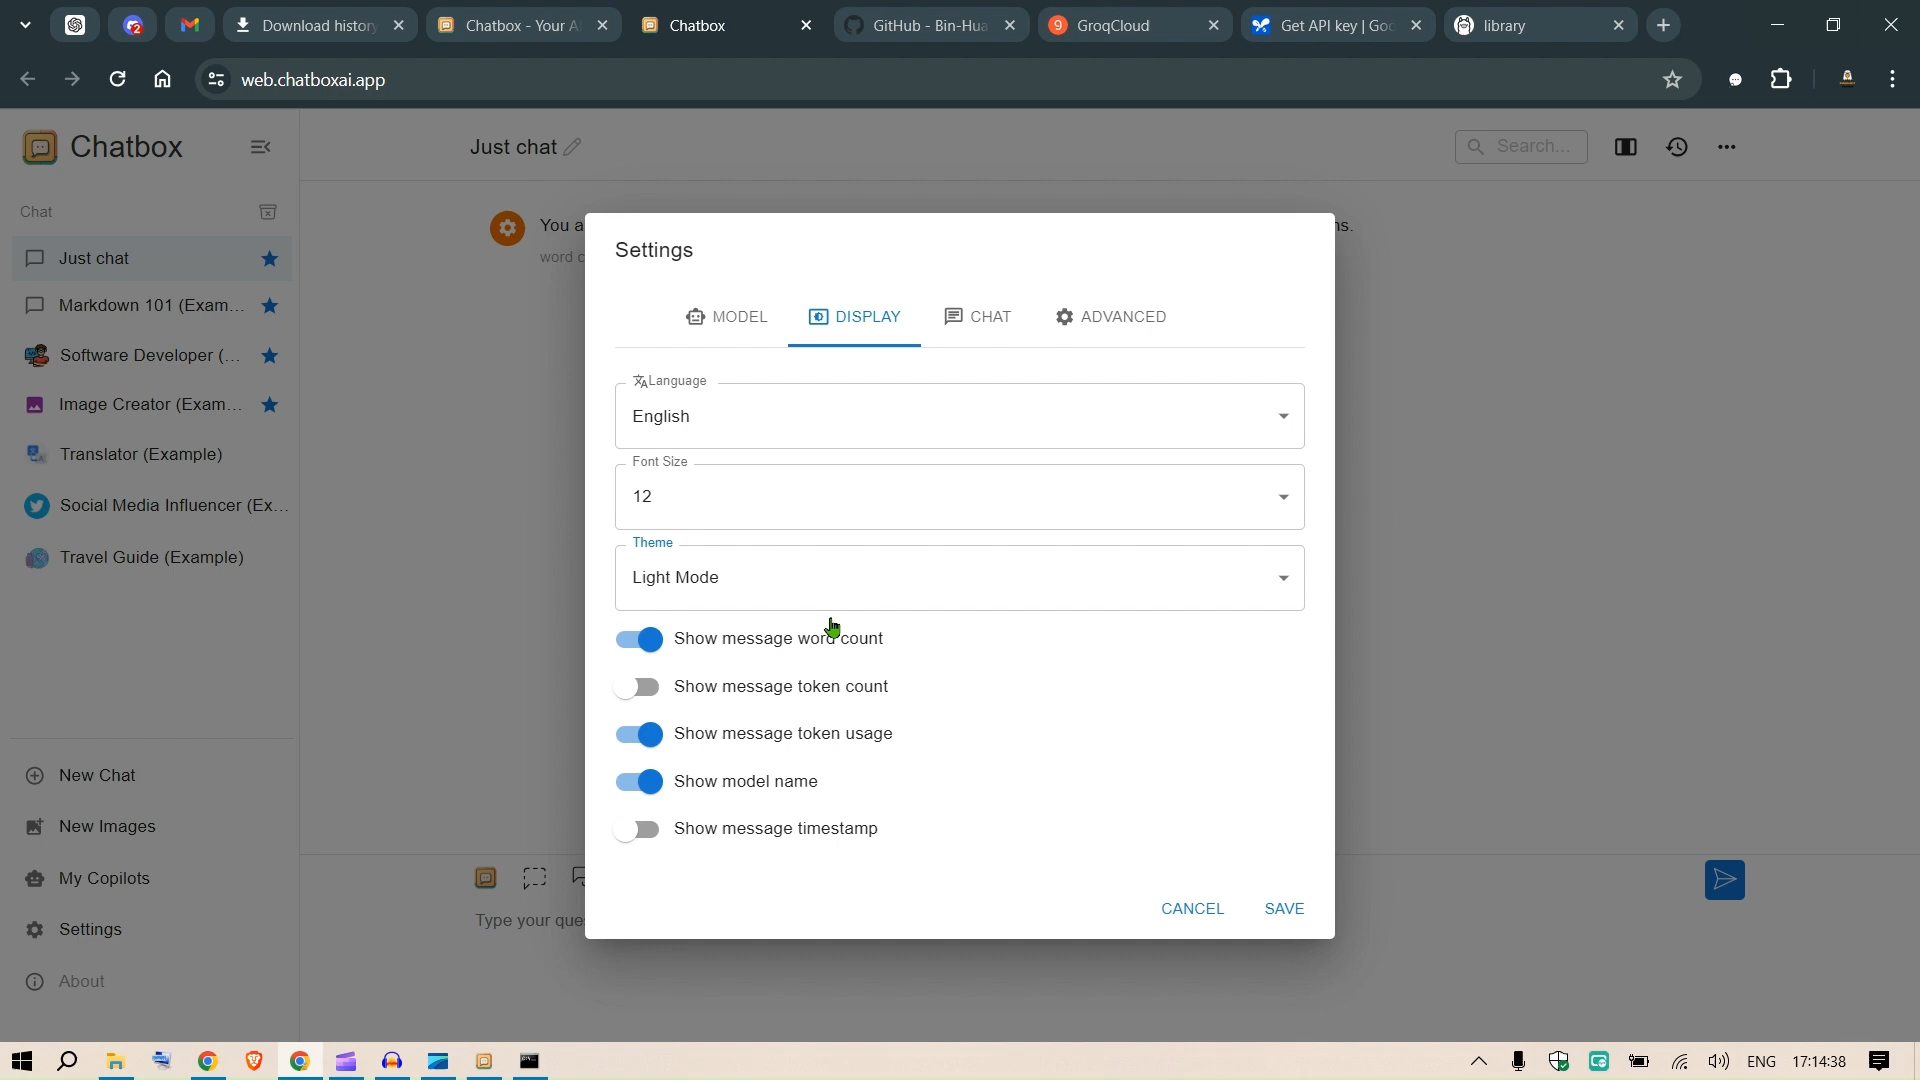 Download history
Chatbox - Your A
Chatbox
GitHub - Bin-Hua
GroqCloud
Get API key | Goo
library
web.chatboxai.app
Chatbox
Just chat
Search...
Chat
Just chat
Markdown 101 (Exam...
Software Developer (...
Image Creator (Exam...
Translator (Example)
Social Media Influencer (Ex...
Travel Guide (Example)
New Chat
New Images
My Copilots
Settings
About
You a
ns.
word c
Settings
MODEL
DISPLAY
CHAT
ADVANCED
Language
English
Font Size
12
Theme
Light Mode
Show message word count
Show message token count
Show message token usage
Show model name
Show message timestamp
CANCEL
SAVE
Type your que
ENG
17:14:38